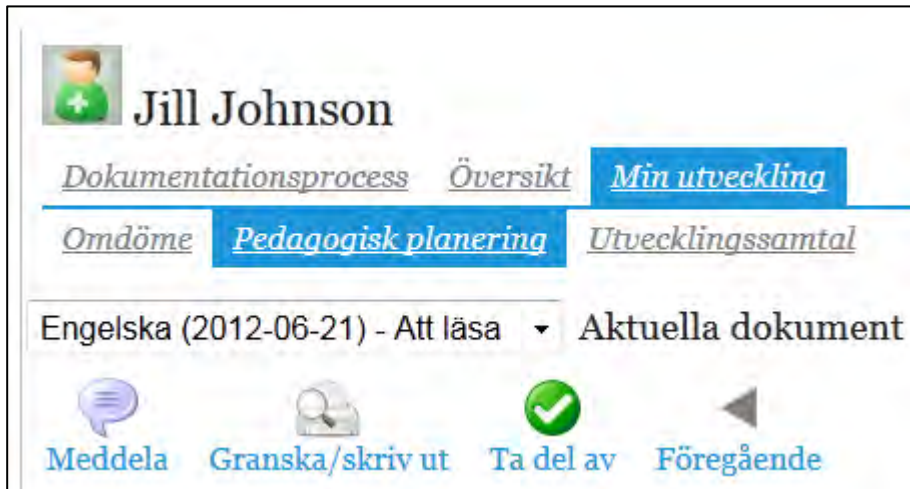 Jill Johnson
Dokumentationsprocess Översikt Min utveckling
Omdöme Pedagogisk planering Utvecklingssamtal
Engelska (2012-06-21) - Att läsa Aktuella dokument
Meddela Granska/skriv ut Ta del av Föregående